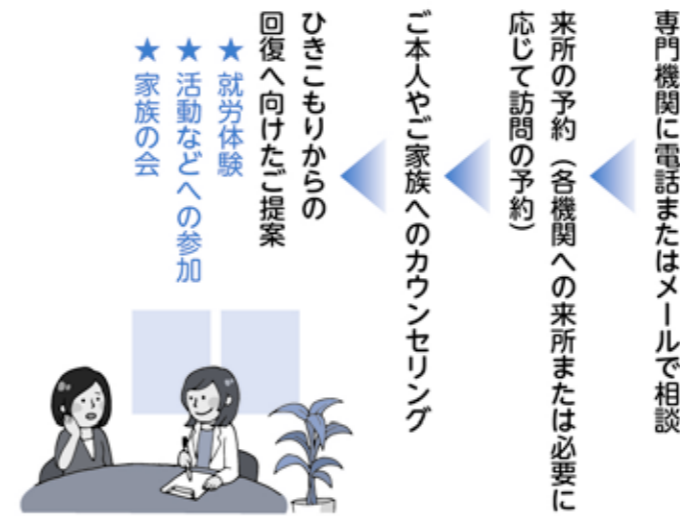 専門機関に電話またはメールで相談
来所の予約（各機関への来所または必要に
応じて訪問の予約）
ご本人やご家族へのカウンセリング
ひきこもりからの
回復へ向けたご提案
★就労体験
★活動などへの参加
★家族の会